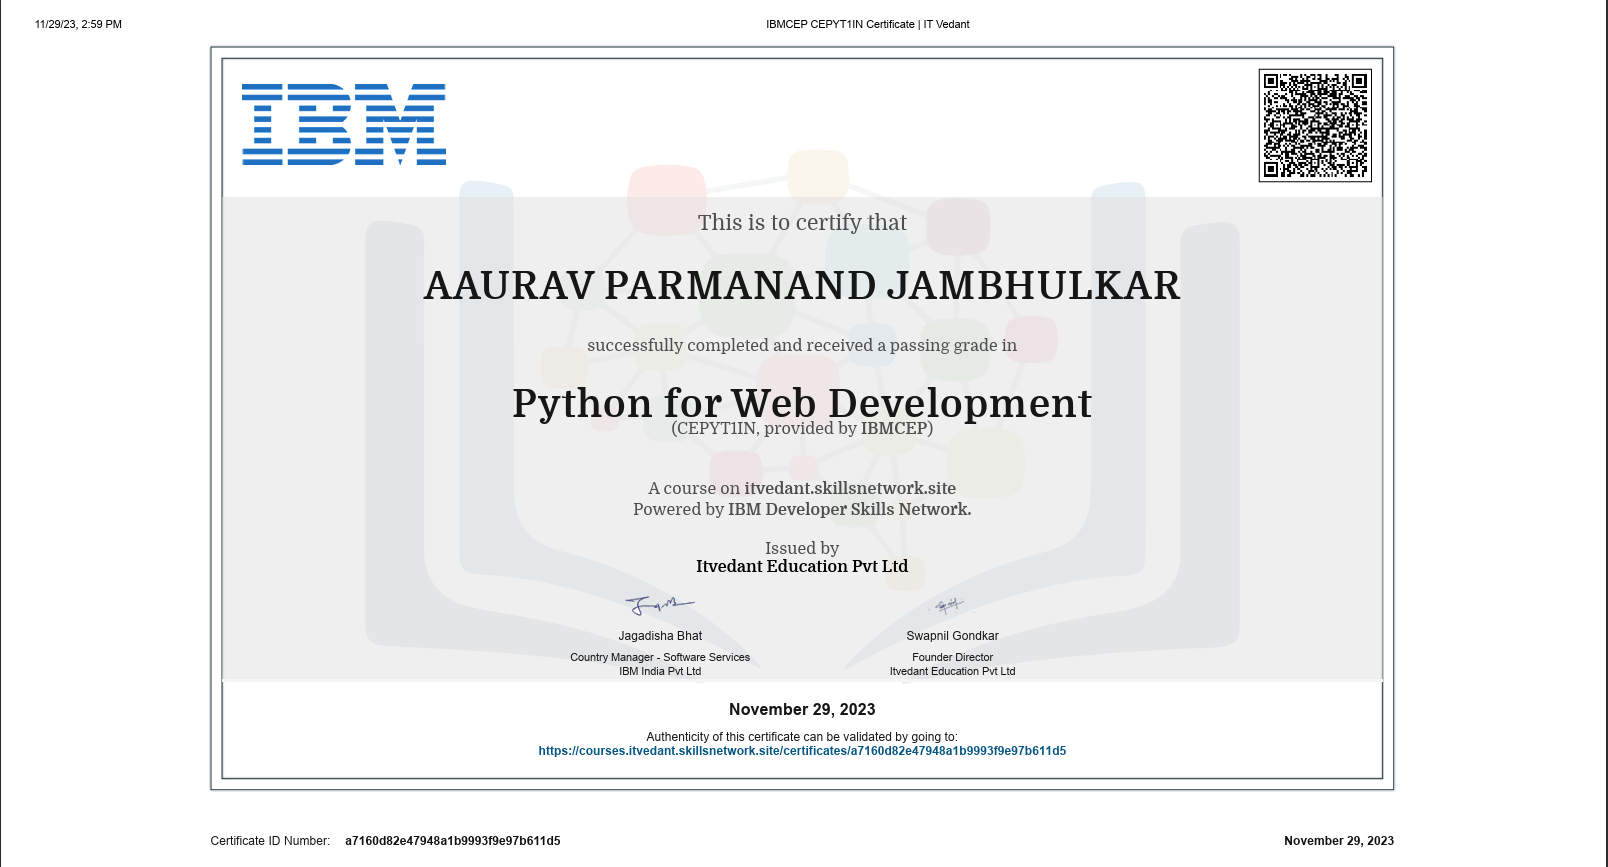 11/29/23, 2:59 PM
IBMCEP CEPYT1IN Certificate | IT Vedant
IBM
This is to certify that
AAURAV PARMANAND JAMBHULKAR
successfully completed and received a passing grade in
Python for Web Development
(CEPYT1IN, provided by IBMCEP)
A course on itvedant.skillsnetwork.site
Powered by IBM Developer Skills Network.
Issued by
Itvedant Education Pvt Ltd
Jagadisha Bhat
Country Manager - Software Services
IBM India Pvt Ltd
Swapnil Gondkar
Founder Director
Itvedant Education Pvt Ltd
November 29, 2023
Authenticity of this certificate can be validated by going to:
https://courses.itvedant.skillsnetwork.site/certificates/a7160d82e47948a1b9993f9e97b611d5
Certificate ID Number: a7160d82e47948a1b9993f9e97b611d5
November 29, 2023